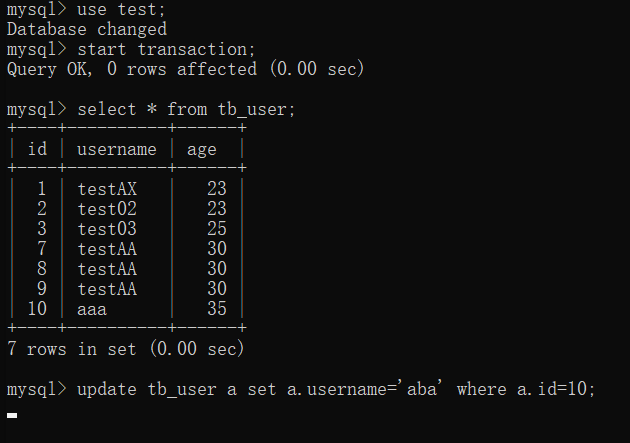 mysql> use test;
Database changed
mysql> start transaction;
Query OK, 0 rows affected (0.00 sec)
mysql> select * from tb_user;
+----+----------+------+
| id | username | age  |
+----+----------+------+
|  1 | testAX   |   23 |
|  2 | test02   |   23 |
|  3 | test03   |   25 |
|  7 | testAA   |   30 |
|  8 | testAA   |   30 |
|  9 | testAA   |   30 |
| 10 | aaa      |   35 |
+----+----------+------+
7 rows in set (0.00 sec)
mysql> update tb_user a set a.username='aba' where a.id=10;